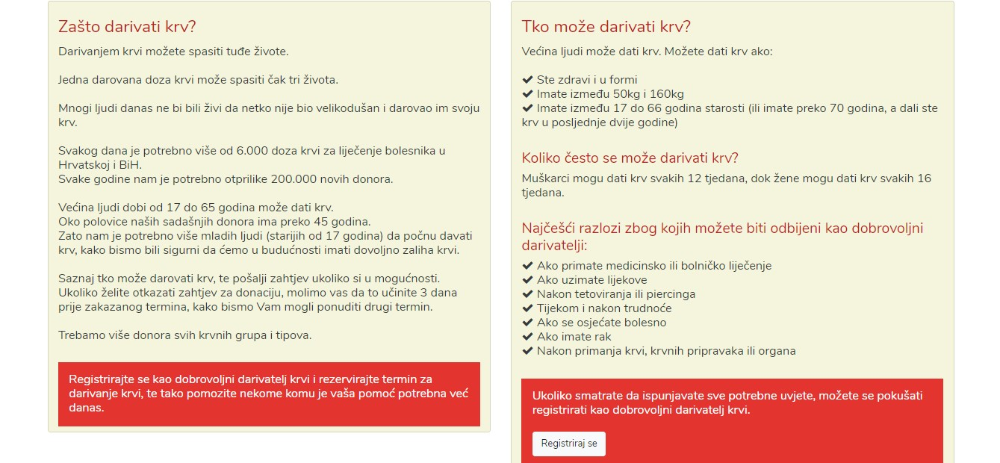 Zašto darivati krv?
Darivanjem krvi možete spasiti tuđe živote.
Jedna darovana doza krvi može spasiti čak tri života.
Mnogi ljudi danas ne bi bili živi da netko nije bio velikodušan i darovao im svoju
krv.
Svakog dana je potrebno više od 6.000 doza krvi za liječenje bolesnika u
Hrvatskoj i BiH.
Svake godine nam je potrebno otprilike 200.000 novih donora.
Većina ljudi dobi od 17 do 65 godina može dati krv.
Oko polovice naših sadašnjih donora ima preko 45 godina.
Zato nam je potrebno više mladih ljudi (starijih od 17 godina) da počnu davati
krv, kako bismo bili sigurni da ćemo u budućnosti imati dovoljno zaliha krvi.
Saznaj tko može darovati krv, te pošalji zahtjev ukoliko si u mogućnosti.
Ukoliko želite otkazati zahtjev za donaciju, molimo vas da to učinite 3 dana
prije zakazanog termina, kako bismo Vam mogli ponuditi drugi termin.
Trebamo više donora svih krvnih grupa i tipova.
Registrirajte se kao dobrovoljni darivatelj krvi i rezervirajte termin za
darivanje krvi, te tako pomozite nekome komu je vaša pomoć potrebna već
danas.
Tko može darivati krv?
Većina ljudi može dati krv. Možete dati krv ako:
✔ Ste zdravi i u formi
✔ Imate između 50kg i 160kg
✔ Imate između 17 do 66 godina starosti (ili imate preko 70 godina, a dali ste
krv u posljednje dvije godine)
Koliko često se može darivati krv?
Muškarci mogu dati krv svakih 12 tjedana, dok žene mogu dati krv svakih 16
tjedana.
Najčešći razlozi zbog kojih možete biti odbijeni kao dobrovoljni
darivatelji:
✔ Ako primate medicinsko ili bolničko liječenje
✔ Ako uzimate lijekove
✔ Nakon tetoviranja ili piercinga
✔ Tijekom i nakon trudnoće
✔ Ako se osjećate bolesno
✔ Ako imate rak
✔ Nakon primanja krvi, krvnih pripravaka ili organa
Ukoliko smatrate da ispunjavate sve potrebne uvjete, možete se pokušati
registrirati kao dobrovoljni darivatelj krvi.
Registriraj se